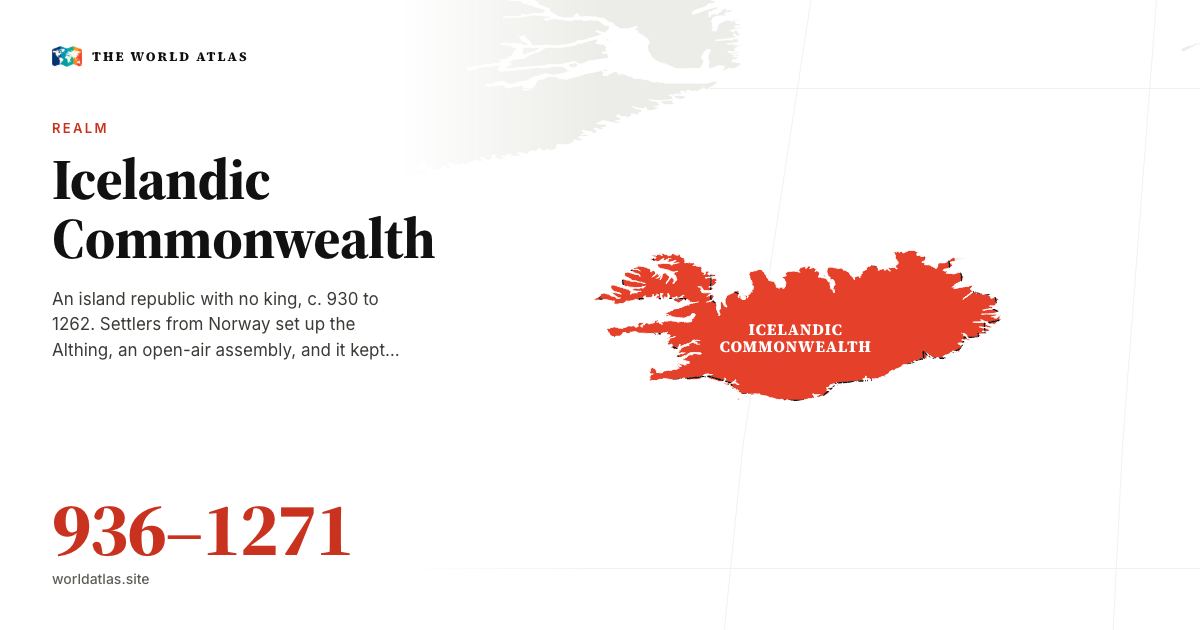 THE WORLD ATLAS
REALM
Icelandic
Commonwealth
An island republic with no king, c. 930 to
1262. Settlers from Norway set up the
Althing, an open-air assembly, and it kept...
ICELANDIC
COMMONWEALTH
936–1271
worldatlas.site